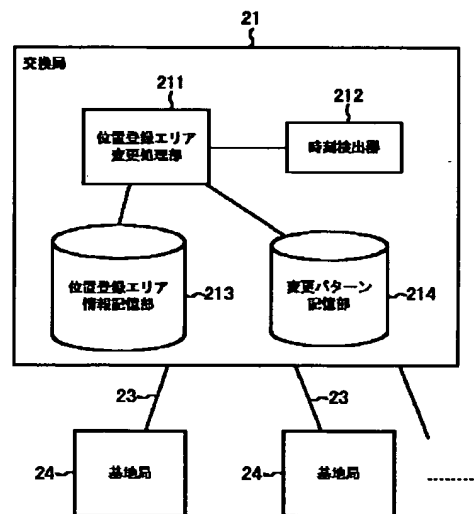 21
交換局
211
212
位置登録エリア
変更処理部
時刻検出器
位置登録エリア
情報記憶部
213
変更パターン
記憶部
214
23
23
24
基地局
24
基地局